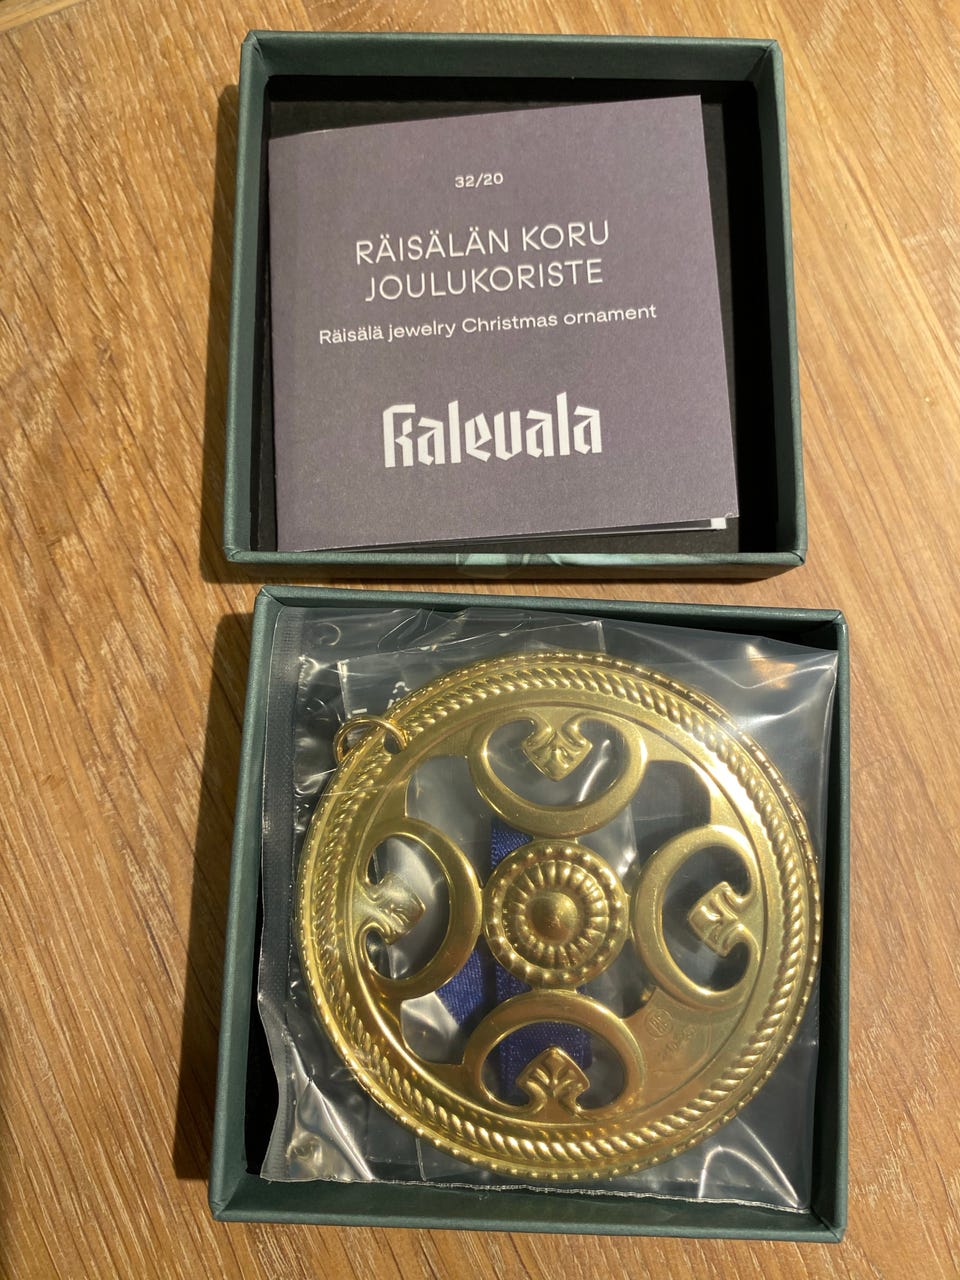 32/20
RÄISÄLÄN KORU
JOULUKORISTE
Räisälä jewelry Christmas ornament
Kalevala